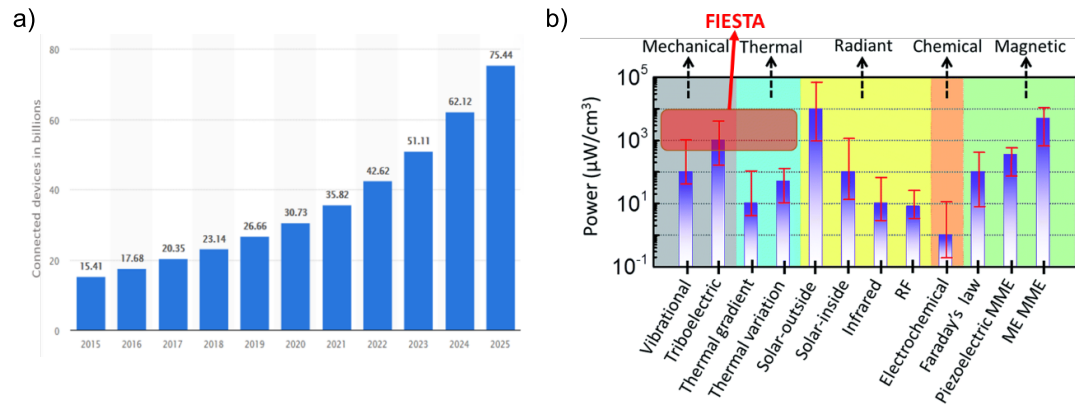 a)
Connected devices in billions
80
60
40
20
0
15.41
17.68
20.35
23.14
26.66
30.73
35.82
42.62
51.11
62.12
75.44
2015
2016
2017
2018
2019
2020
2021
2022
2023
2024
2025
b)
FIESTA
Mechanical Thermal Radiant Chemical Magnetic
Power (µW/cm³)
10⁵
10³
10¹
10⁻¹
Vibrational
Triboelectric
Thermal gradient
Thermal variation
Solar-outside
Solar-inside
Infrared
RF
Electrochemical
Faraday's law
Piezoelectric MME
ME MME